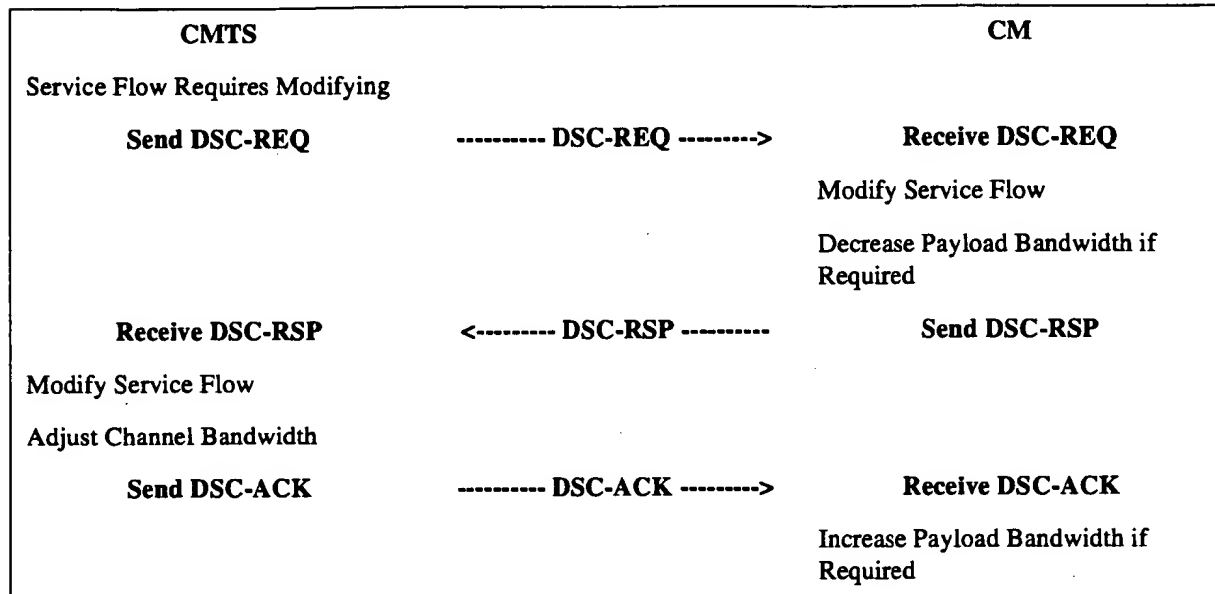 CMTS CM
Service Flow Requires Modifying
Send DSC-REQ ---------- DSC-REQ ---------> Receive DSC-REQ
Modify Service Flow
Decrease Payload Bandwidth if
Required
Receive DSC-RSP <--------- DSC-RSP ---------- Send DSC-RSP
Modify Service Flow
Adjust Channel Bandwidth
Send DSC-ACK ---------- DSC-ACK ---------> Receive DSC-ACK
Increase Payload Bandwidth if
Required